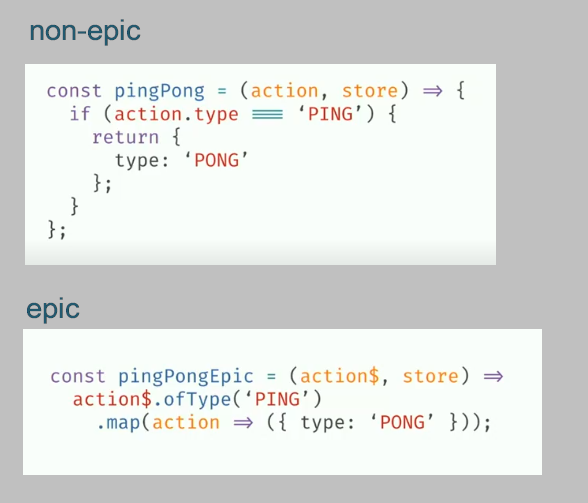 non-epic
const pingPong = (action, store) => {
if (action.type === ‘PING’) {
return {
type: ‘PONG’
};
}
};
epic
const pingPongEpic = (action$, store) =>
action$.ofType(‘PING’)
.map(action => ({ type: ‘PONG’ }));